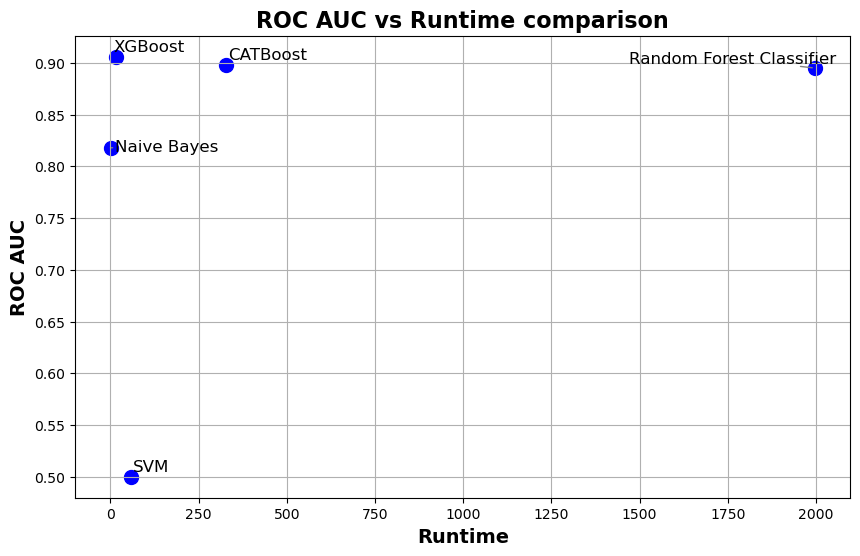 ROC AUC vs Runtime comparison
XGBoost
CATBoost
Random Forest Classifier
Naive Bayes
SVM
ROC AUC
0.90
0.85
0.80
0.75
0.70
0.65
0.60
0.55
0.50
0
250
500
750
1000
1250
1500
1750
2000
Runtime